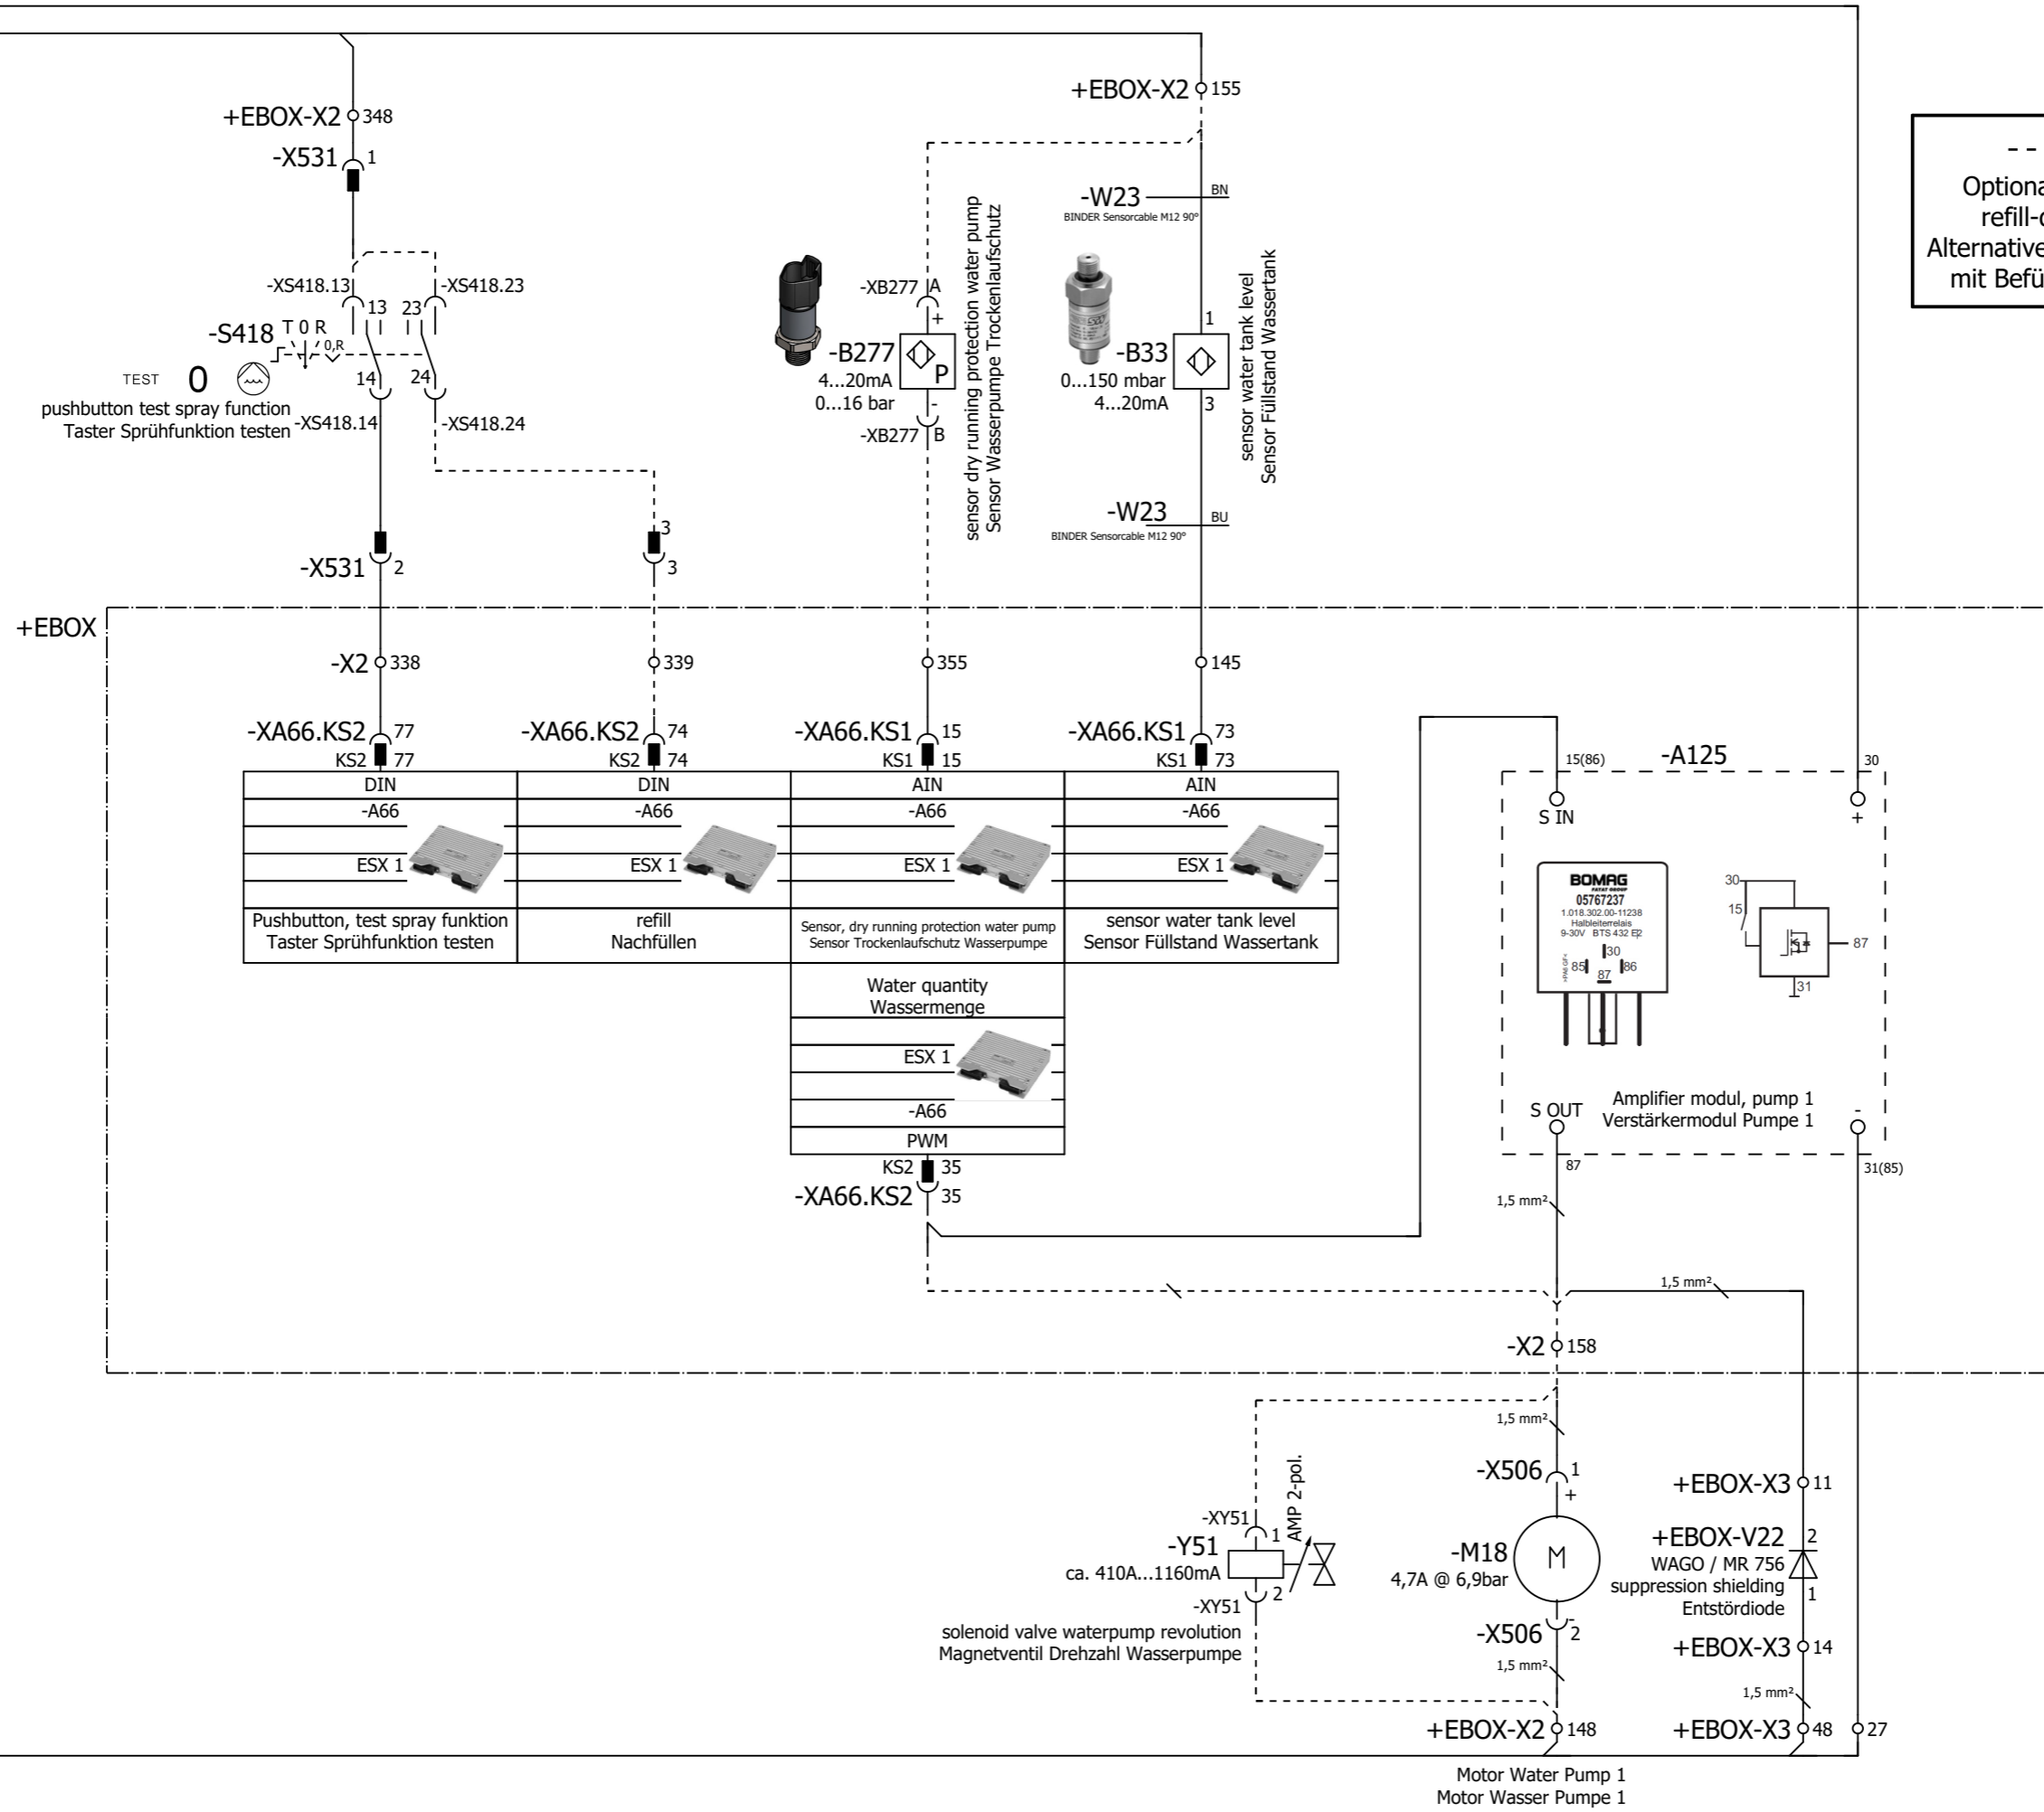 +EBOX-X2 348
-X531 1
-XS418.13
-XS418.23
13 23
-S418 T 0 R
0,R
TEST 0
14 24
pushbutton test spray function
Taster Sprühfunktion testen
-XS418.14
-XS418.24
-X531 2
3
3
+EBOX-X2 155
-W23 BN
BINDER Sensorcable M12 90°
-XB277 A
+
-B277
4...20mA
0...16 bar
P
-
-XB277 B
sensor dry running protection water pump
Sensor Wasserpumpe Trockenlaufschutz
1
-B33
0...150 mbar
4...20mA
3
sensor water tank level
Sensor Füllstand Wassertank
-W23 BU
BINDER Sensorcable M12 90°
- -
Optiona
refill-
Alternative
mit Befü
+EBOX
-X2 338
339
355
145
-XA66.KS2 77
KS2 77
-XA66.KS2 74
KS2 74
-XA66.KS1 15
KS1 15
-XA66.KS1 73
KS1 73
DIN
-A66
ESX 1
Pushbutton, test spray funktion
Taster Sprühfunktion testen
DIN
-A66
ESX 1
refill
Nachfüllen
AIN
-A66
ESX 1
Sensor, dry running protection water pump
Sensor Trockenlaufschutz Wasserpumpe
AIN
-A66
ESX 1
sensor water tank level
Sensor Füllstand Wassertank
Water quantity
Wassermenge
ESX 1
-A66
PWM
KS2 35
-XA66.KS2 35
15(86)
-A125
30
S IN
+
BOMAG
FAYAT GROUP
05767237
1.018.302.00-11238
Halbleiterrelais
9-30V BTS 432 E2
30
85 87 86
30
15
87
31
Amplifier modul, pump 1
Verstärkermodul Pumpe 1
S OUT
-
87
31(85)
1,5 mm²
1,5 mm²
-X2 158
1,5 mm²
-X506 1
+
-M18
4,7A @ 6,9bar
M
-
-X506 2
1,5 mm²
+EBOX-X2 148
-XY51 1
AMP 2-pol.
-Y51
ca. 410A...1160mA
2
-XY51
solenoid valve waterpump revolution
Magnetventil Drehzahl Wasserpumpe
+EBOX-X3 11
+EBOX-V22 2
WAGO / MR 756
suppression shielding
Entstördiode
1
+EBOX-X3 14
1,5 mm²
+EBOX-X3 48
27
Motor Water Pump 1
Motor Wasser Pumpe 1